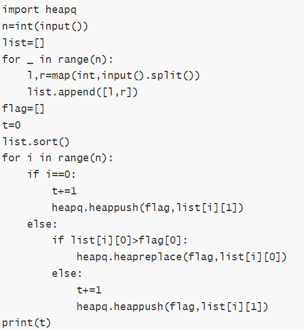 import heapq
n=int(input())
list=[]
for _ in range(n):
    l,r=map(int,input().split())
    list.append([l,r])
flag=[]
t=0
list.sort()
for i in range(n):
    if i==0:
        t+=1
        heapq.heappush(flag,list[i][1])
    else:
        if list[i][0]>flag[0]:
            heapq.heapreplace(flag,list[i][0])
        else:
            t+=1
            heapq.heappush(flag,list[i][1])
print(t)